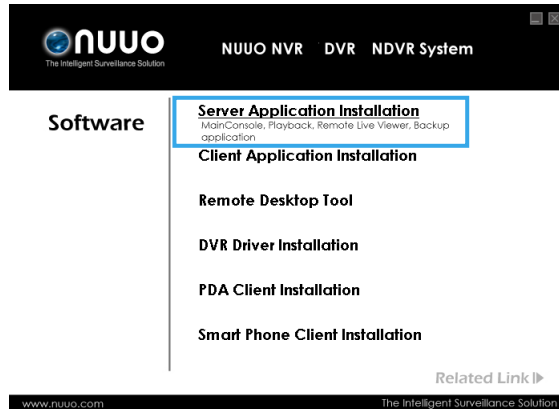 nuuo
The Intelligent Surveillance Solution
NUUO NVR DVR NDVR System
Software
Server Application Installation
MainConsole, Playback, Remote Live Viewer, Backup
application
Client Application Installation
Remote Desktop Tool
DVR Driver Installation
PDA Client Installation
Smart Phone Client Installation
Related Link
www.nuuo.com
The Intelligent Surveillance Solution